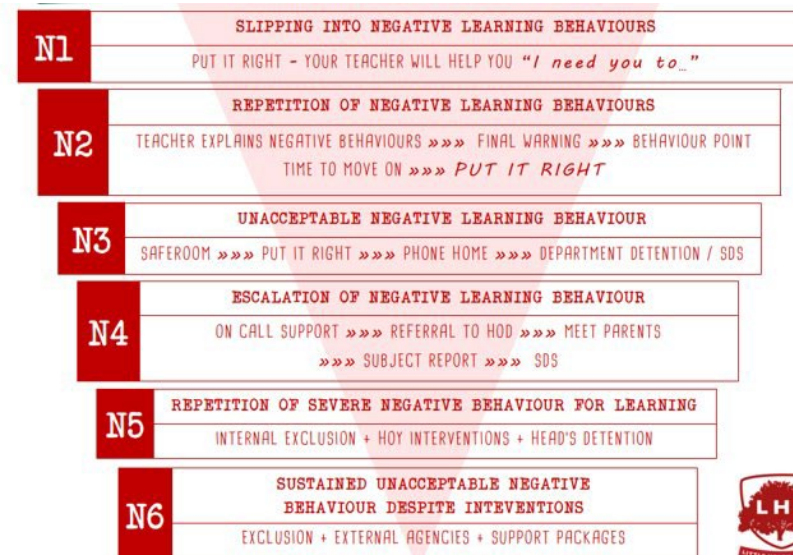 N1
SLIPPING INTO NEGATIVE LEARNING BEHAVIOURS
PUT IT RIGHT – YOUR TEACHER WILL HELP YOU “I need you to…”
N2
REPETITION OF NEGATIVE LEARNING BEHAVIOURS
TEACHER EXPLAINS NEGATIVE BEHAVIOURS »»» FINAL WARNING »»» BEHAVIOUR POINT
TIME TO MOVE ON »»» PUT IT RIGHT
N3
UNACCEPTABLE NEGATIVE LEARNING BEHAVIOUR
SAFEROOM »»» PUT IT RIGHT »»» PHONE HOME »»» DEPARTMENT DETENTION / SDS
N4
ESCALATION OF NEGATIVE LEARNING BEHAVIOUR
ON CALL SUPPORT »»» REFERRAL TO HOD »»» MEET PARENTS
»»» SUBJECT REPORT »»» SDS
N5
REPETITION OF SEVERE NEGATIVE BEHAVIOUR FOR LEARNING
INTERNAL EXCLUSION + HOY INTERVENTIONS + HEAD'S DETENTION
N6
SUSTAINED UNACCEPTABLE NEGATIVE
BEHAVIOUR DESPITE INTEVENTIONS
EXCLUSION + EXTERNAL AGENCIES + SUPPORT PACKAGES
LH